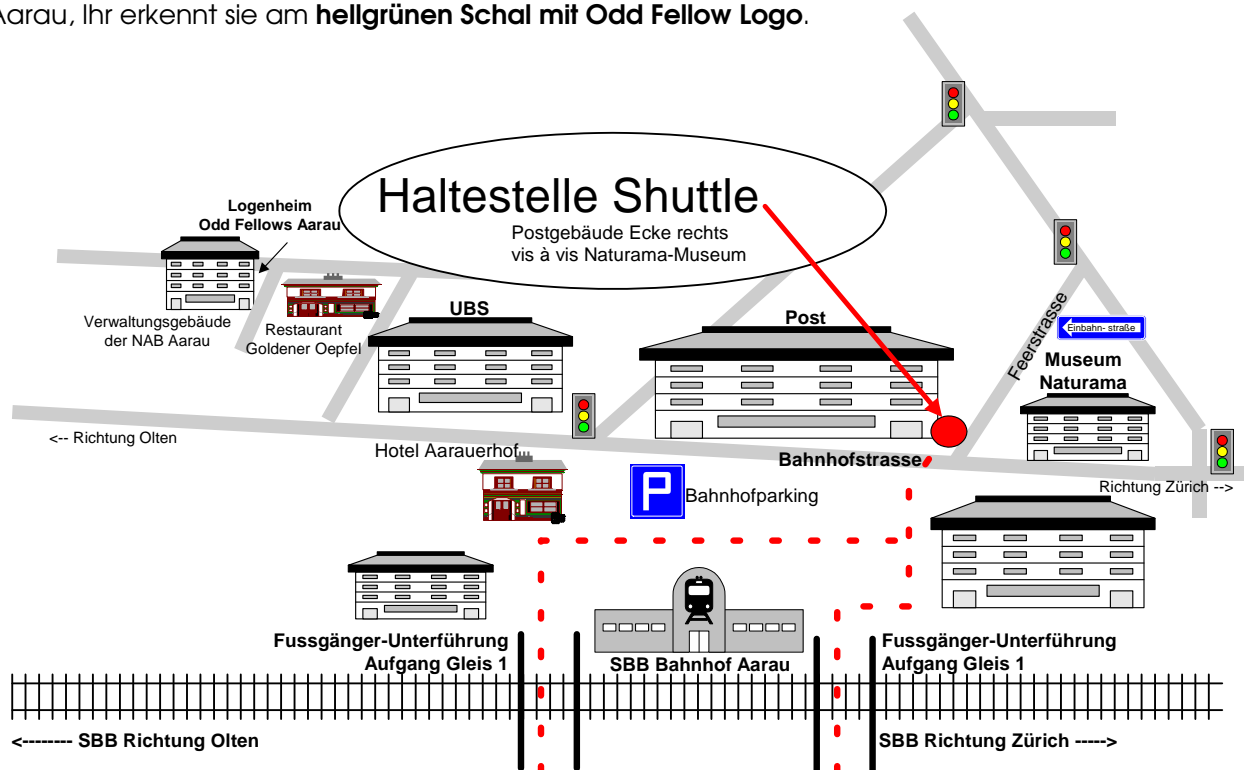 Aarau, Ihr erkennt sie am hellgrünen Schal mit Odd Fellow Logo.
Haltestelle Shuttle
Postgebäude Ecke rechts
vis à vis Naturama-Museum
Logenheim
Odd Fellows Aarau
Verwaltungsgebäude
der NAB Aarau
Restaurant
Goldener Oepfel
UBS
Post
Feerstrasse
Einbahn- straße
Museum
Naturama
<-- Richtung Olten
Hotel Aarauerhof
Bahnhofstrasse
P
Bahnhofparking
Richtung Zürich -->
Fussgänger-Unterführung
Aufgang Gleis 1
SBB Bahnhof Aarau
Fussgänger-Unterführung
Aufgang Gleis 1
<-------- SBB Richtung Olten
SBB Richtung Zürich ----->